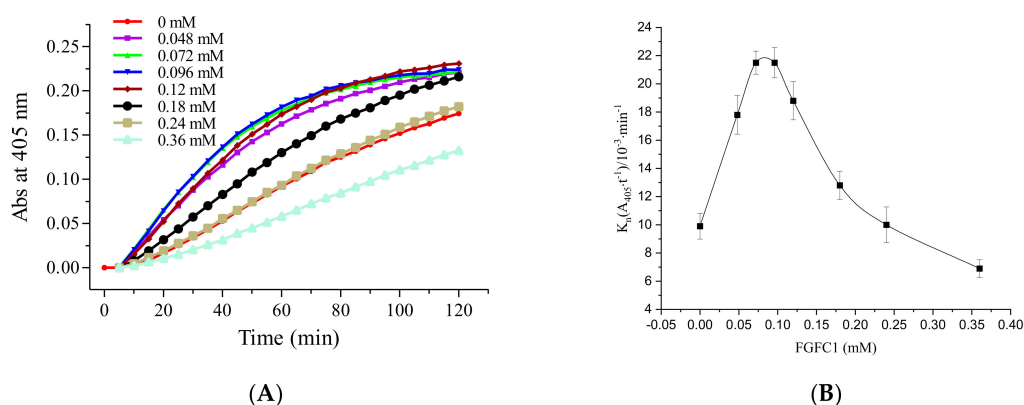 0 mM
0.048 mM
0.072 mM
0.096 mM
0.12 mM
0.18 mM
0.24 mM
0.36 mM
0.25
0.20
0.15
0.10
0.05
0.00
Abs at 405 nm
0 20 40 60 80 100 120
Time (min)
(A)
24
22
20
18
16
14
12
10
8
6
4
Kn(A405·t-1)/10-3·min-1
-0.05 0.00 0.05 0.10 0.15 0.20 0.25 0.30 0.35 0.40
FGFC1 (mM)
(B)